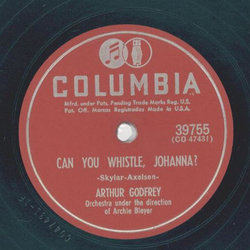 COLUMBIA
Mfrd. under Pats. Pending Trade Marks Reg. U.S.
Pat. Off. Marcas Registradas Made in U.S.A.
39755
(CO 47431)
CAN YOU WHISTLE, JOHANNA?
-Skylar-Axelsen-
ARTHUR GODFREY
Orchestra under the direction
of Archie Bleyer